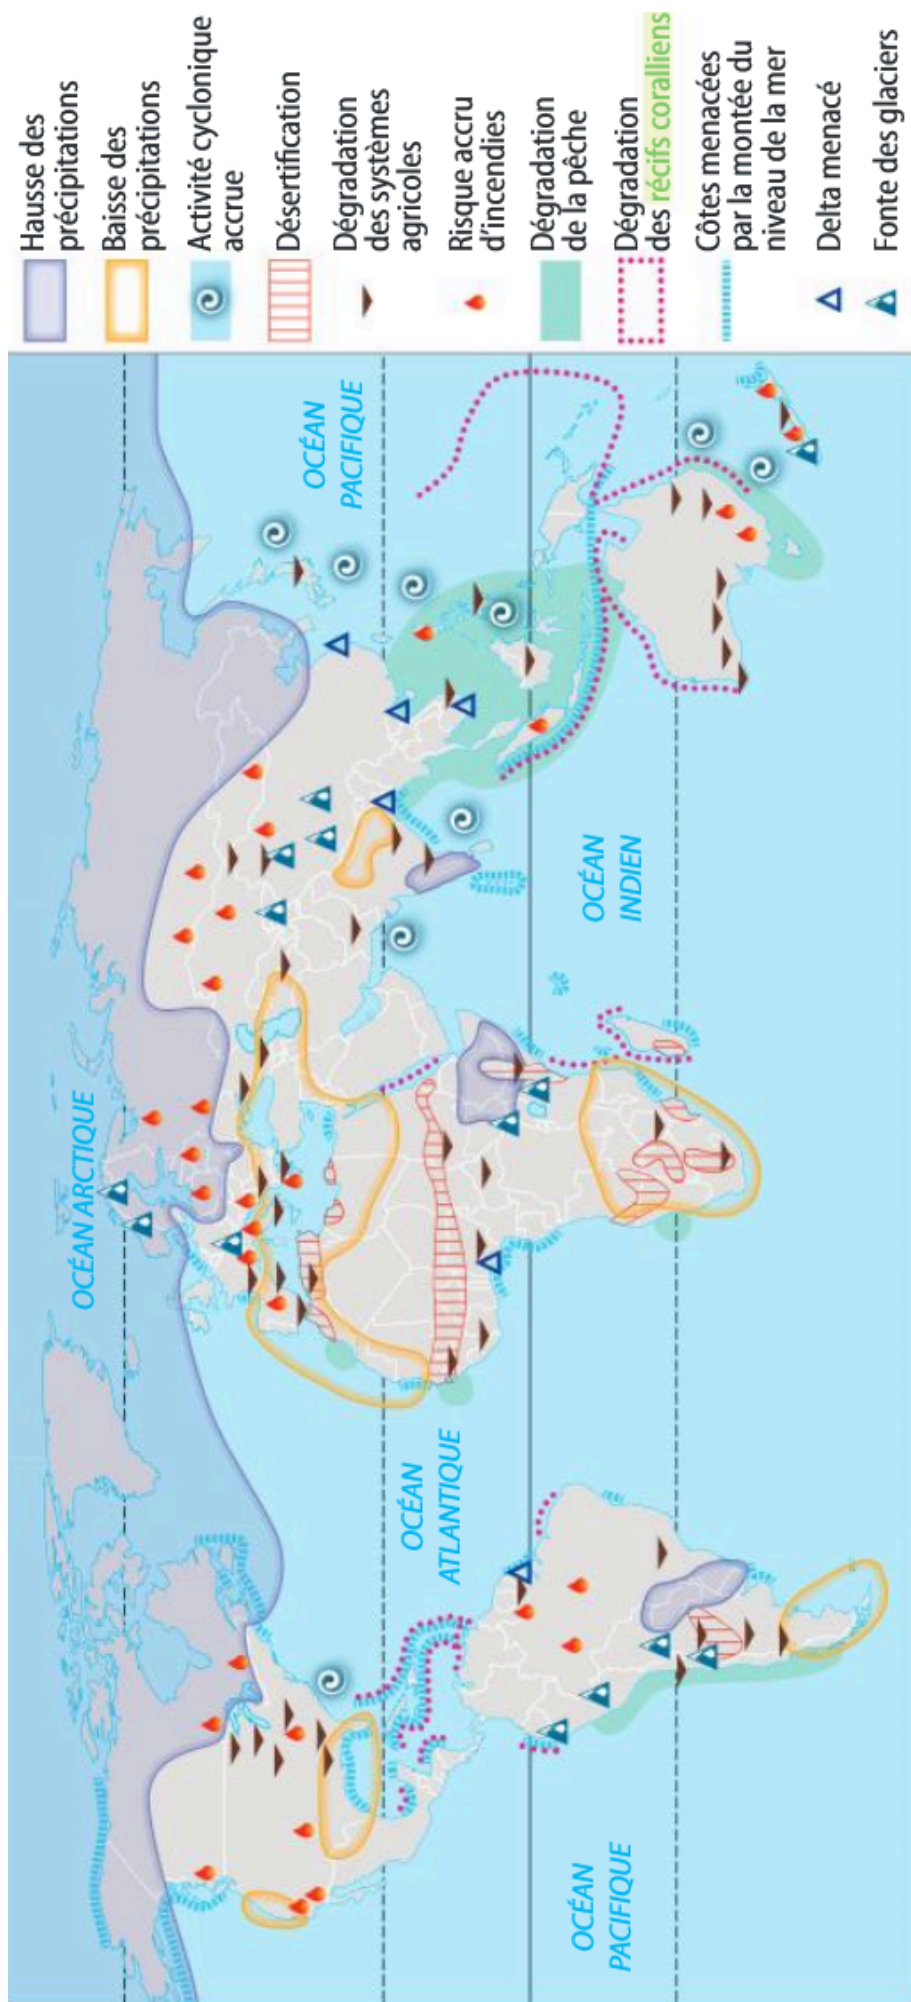 OCÉAN ARCTIQUE
OCÉAN
PACIFIQUE
OCÉAN
ATLANTIQUE
OCÉAN
INDIEN
OCÉAN
PACIFIQUE
Hausse des
précipitations
Baisse des
précipitations
Activité cyclonique
accrue
Désertification
Dégradation
des systèmes
agricoles
Risque accru
d'incendies
Dégradation
de la pêche
Dégradation
des récifs coralliens
Côtes menacées
par la montée du
niveau de la mer
Delta menacé
Fonte des glaciers